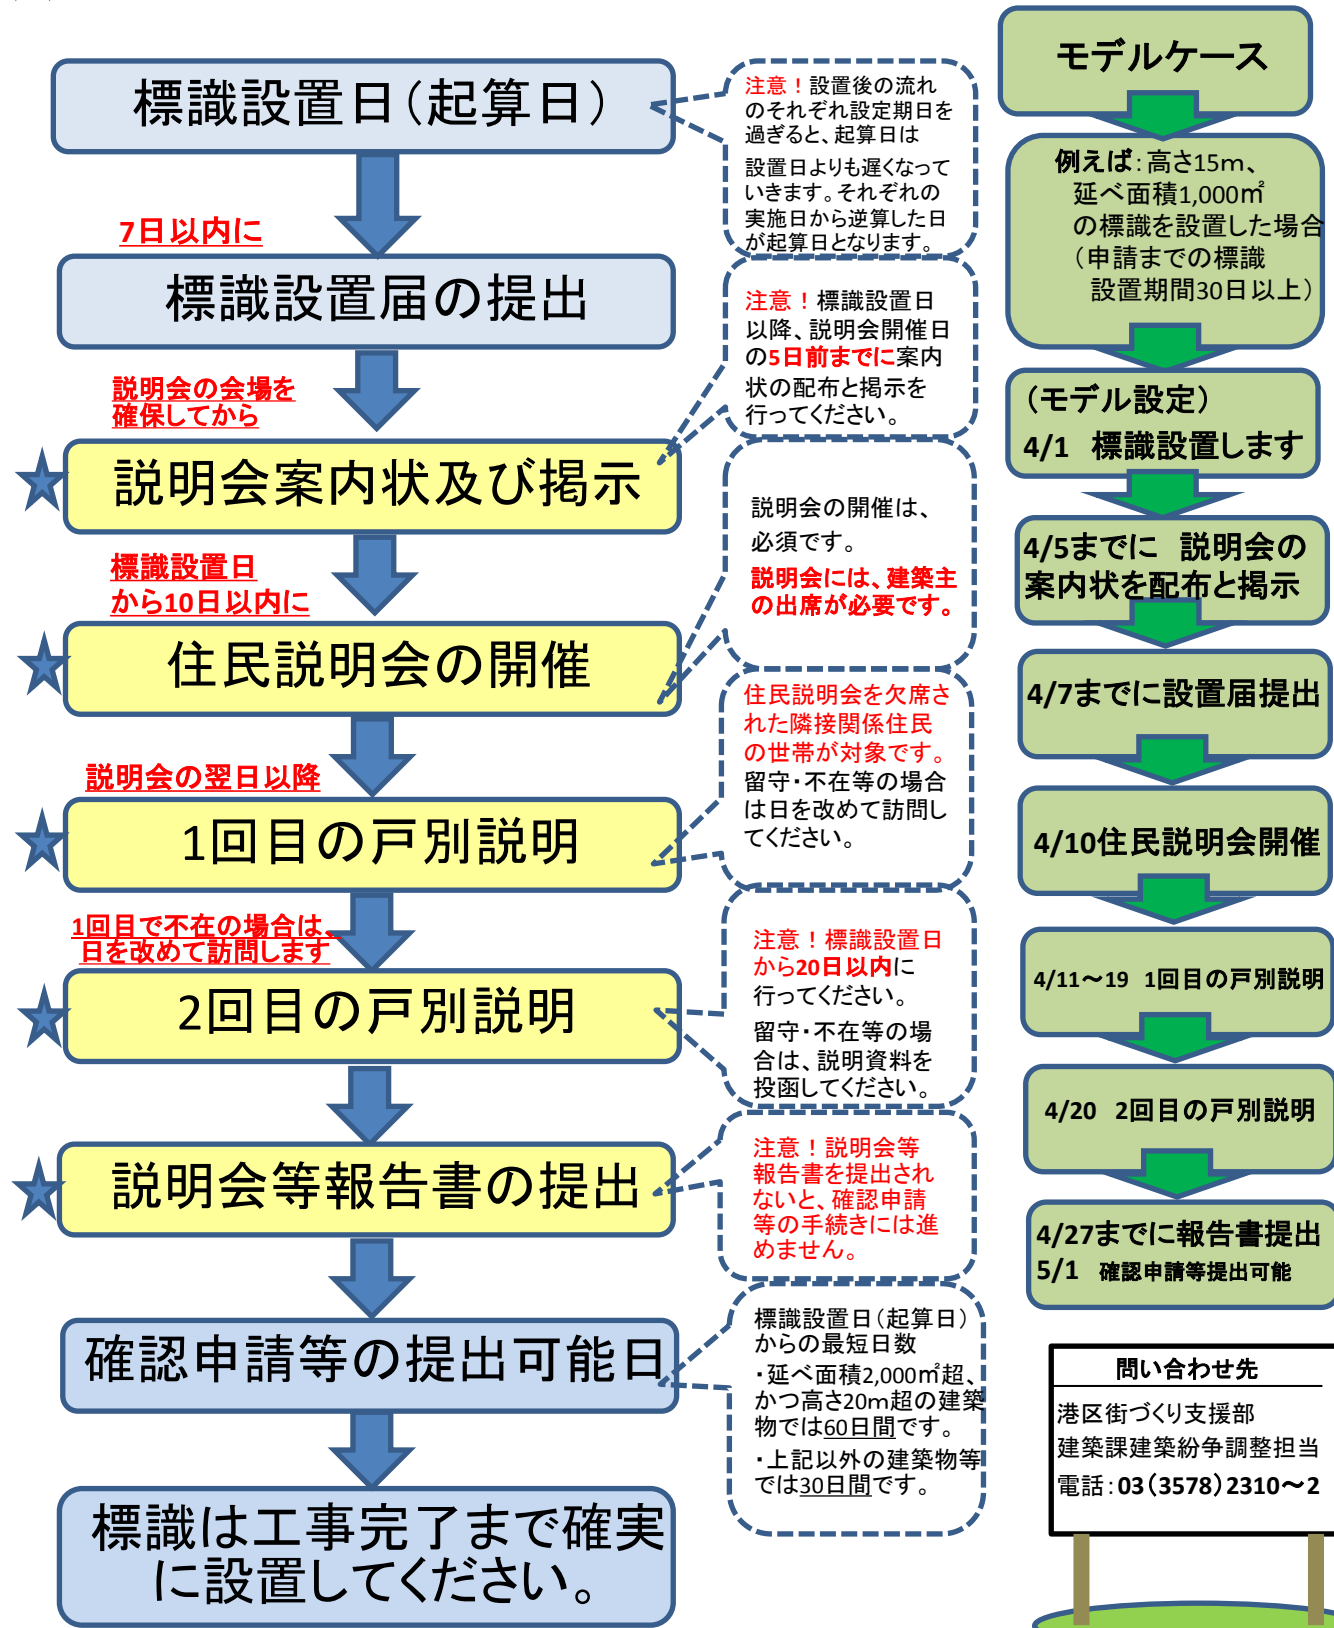 標識設置日（起算日）
注意！設置後の流れ
のそれぞれ設定期日を
過ぎると、起算日は
設置日よりも遅くなって
いきます。それぞれの
実施日から逆算した日
が起算日となります。
7日以内に
標識設置届の提出
注意！標識設置日
以降、説明会開催日
の5日前までに案内
状の配布と掲示を
行ってください。
説明会の会場を
確保してから
説明会案内状及び掲示
説明会の開催は、
必須です。
説明会には、建築主
の出席が必要です。
標識設置日
から10日以内に
住民説明会の開催
住民説明会を欠席さ
れた隣接関係住民
の世帯が対象です。
留守・不在等の場合
は日を改めて訪問し
てください。
説明会の翌日以降
1回目の戸別説明
1回目で不在の場合は、
日を改めて訪問します
注意！標識設置日
から20日以内に
行ってください。
留守・不在等の場
合は、説明資料を
投函してください。
2回目の戸別説明
注意！説明会等
報告書を提出され
ないと、確認申請
等の手続きには進
めません。
説明会等報告書の提出
標識設置日（起算日）
からの最短日数
・延べ面積2,000㎡超、
かつ高さ20m超の建築
物では60日間です。
・上記以外の建築物等
では30日間です。
確認申請等の提出可能日
標識は工事完了まで確実
に設置してください。
モデルケース
例えば：高さ15m、
延べ面積1,000㎡
の標識を設置した場合
（申請までの標識
設置期間30日以上）
（モデル設定）
4/1 標識設置します
4/5までに 説明会の
案内状を配布と掲示
4/7までに設置届提出
4/10住民説明会開催
4/11～19 1回目の戸別説明
4/20 2回目の戸別説明
4/27までに報告書提出
5/1 確認申請等提出可能
問い合わせ先
港区街づくり支援部
建築課建築紛争調整担当
電話：03（3578）2310～2